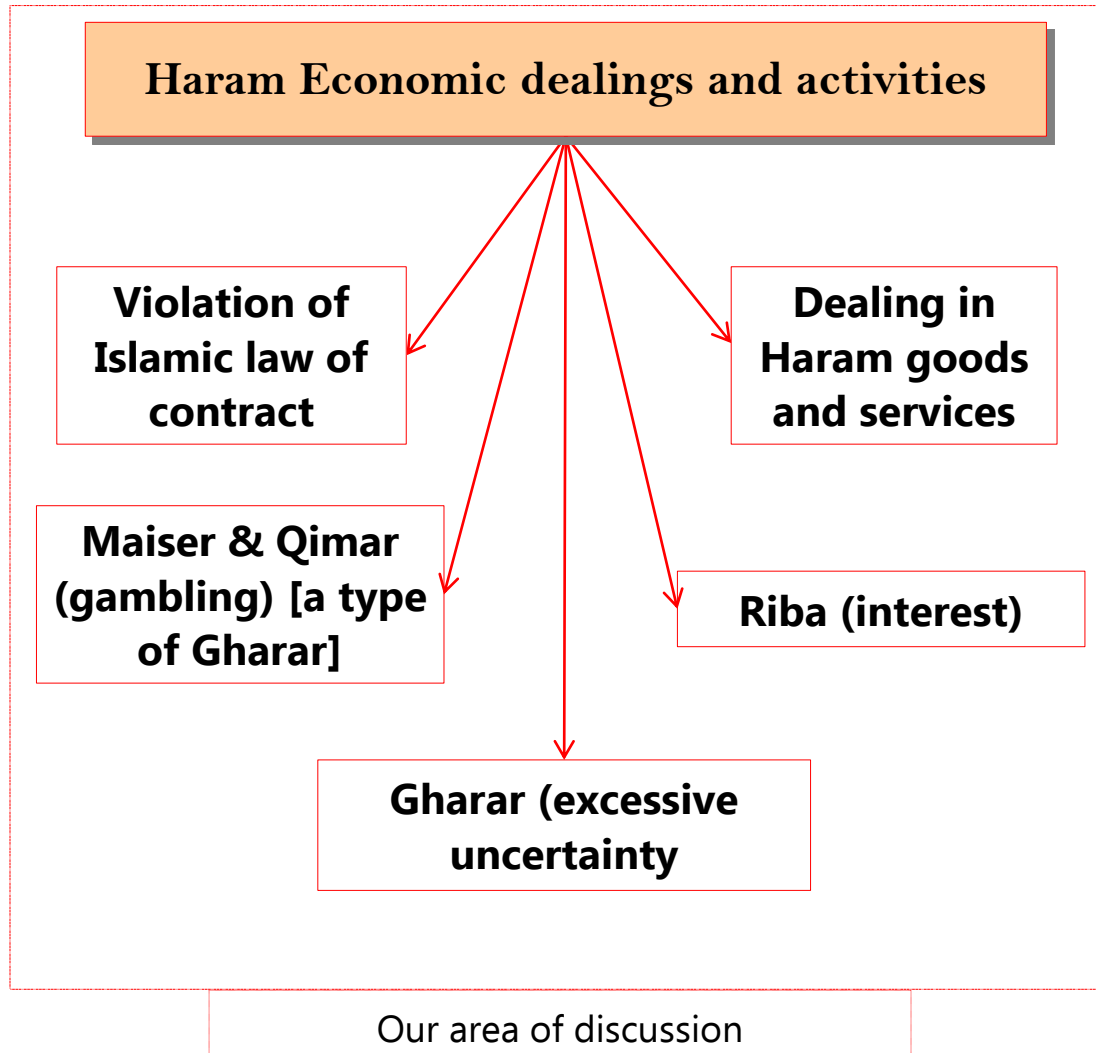 Haram Economic dealings and activities
Violation of
Islamic law of
contract
Dealing in
Haram goods
and services
Maiser & Qimar
(gambling) [a type
of Gharar]
Riba (interest)
Gharar (excessive
uncertainty
Our area of discussion